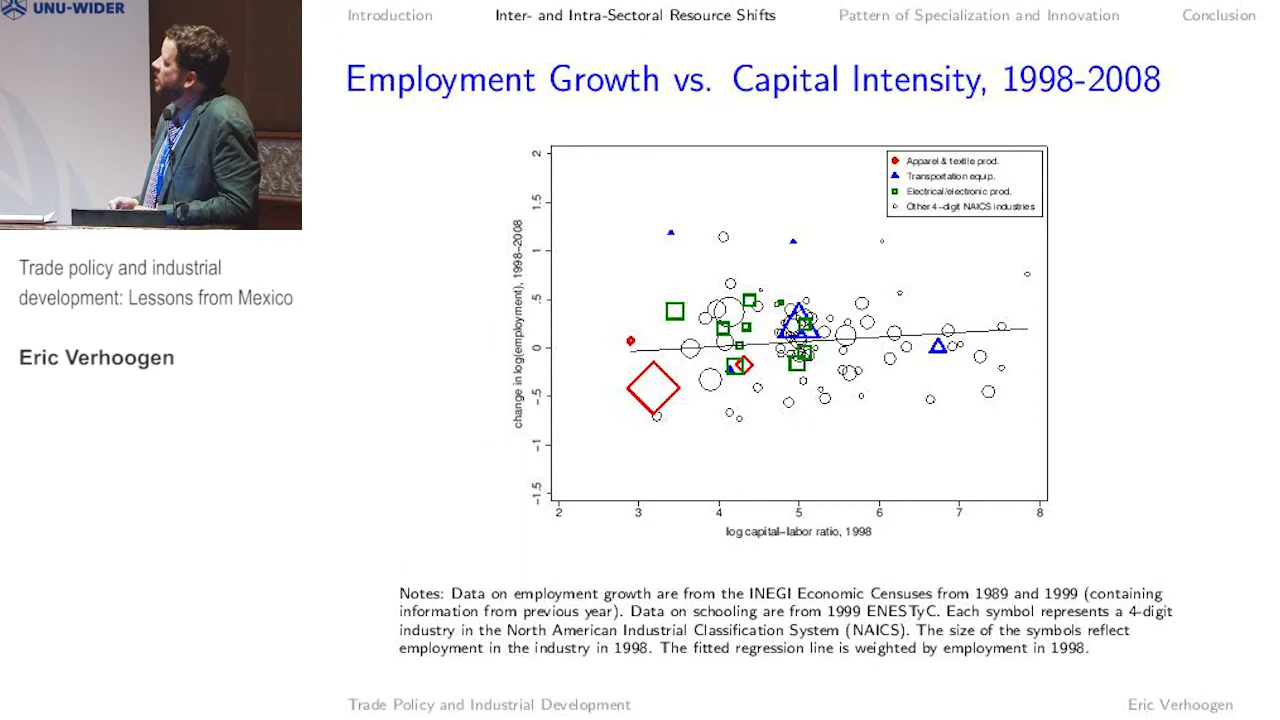 UNU-WIDER
Introduction
Inter- and Intra-Sectoral Resource Shifts
Pattern of Specialization and Innovation
Conclusion
Employment Growth vs. Capital Intensity, 1998-2008
Apparel & textile prod.
Transportation equip.
Electrical/electronic prod.
Other 4-digit NAICS industries
change in log(employment), 1998-2008
2
1.5
1
.5
0
-.5
-1
-1.5
2 3 4 5 6 7 8
log capital-labor ratio, 1998
Trade policy and industrial
development: Lessons from Mexico
Eric Verhoogen
Notes: Data on employment growth are from the INEGI Economic Censuses from 1989 and 1999 (containing
information from previous year). Data on schooling are from 1999 ENESTyC. Each symbol represents a 4-digit
industry in the North American Industrial Classification System (NAICS). The size of the symbols reflect
employment in the industry in 1998. The fitted regression line is weighted by employment in 1998.
Trade Policy and Industrial Development
Eric Verhoogen